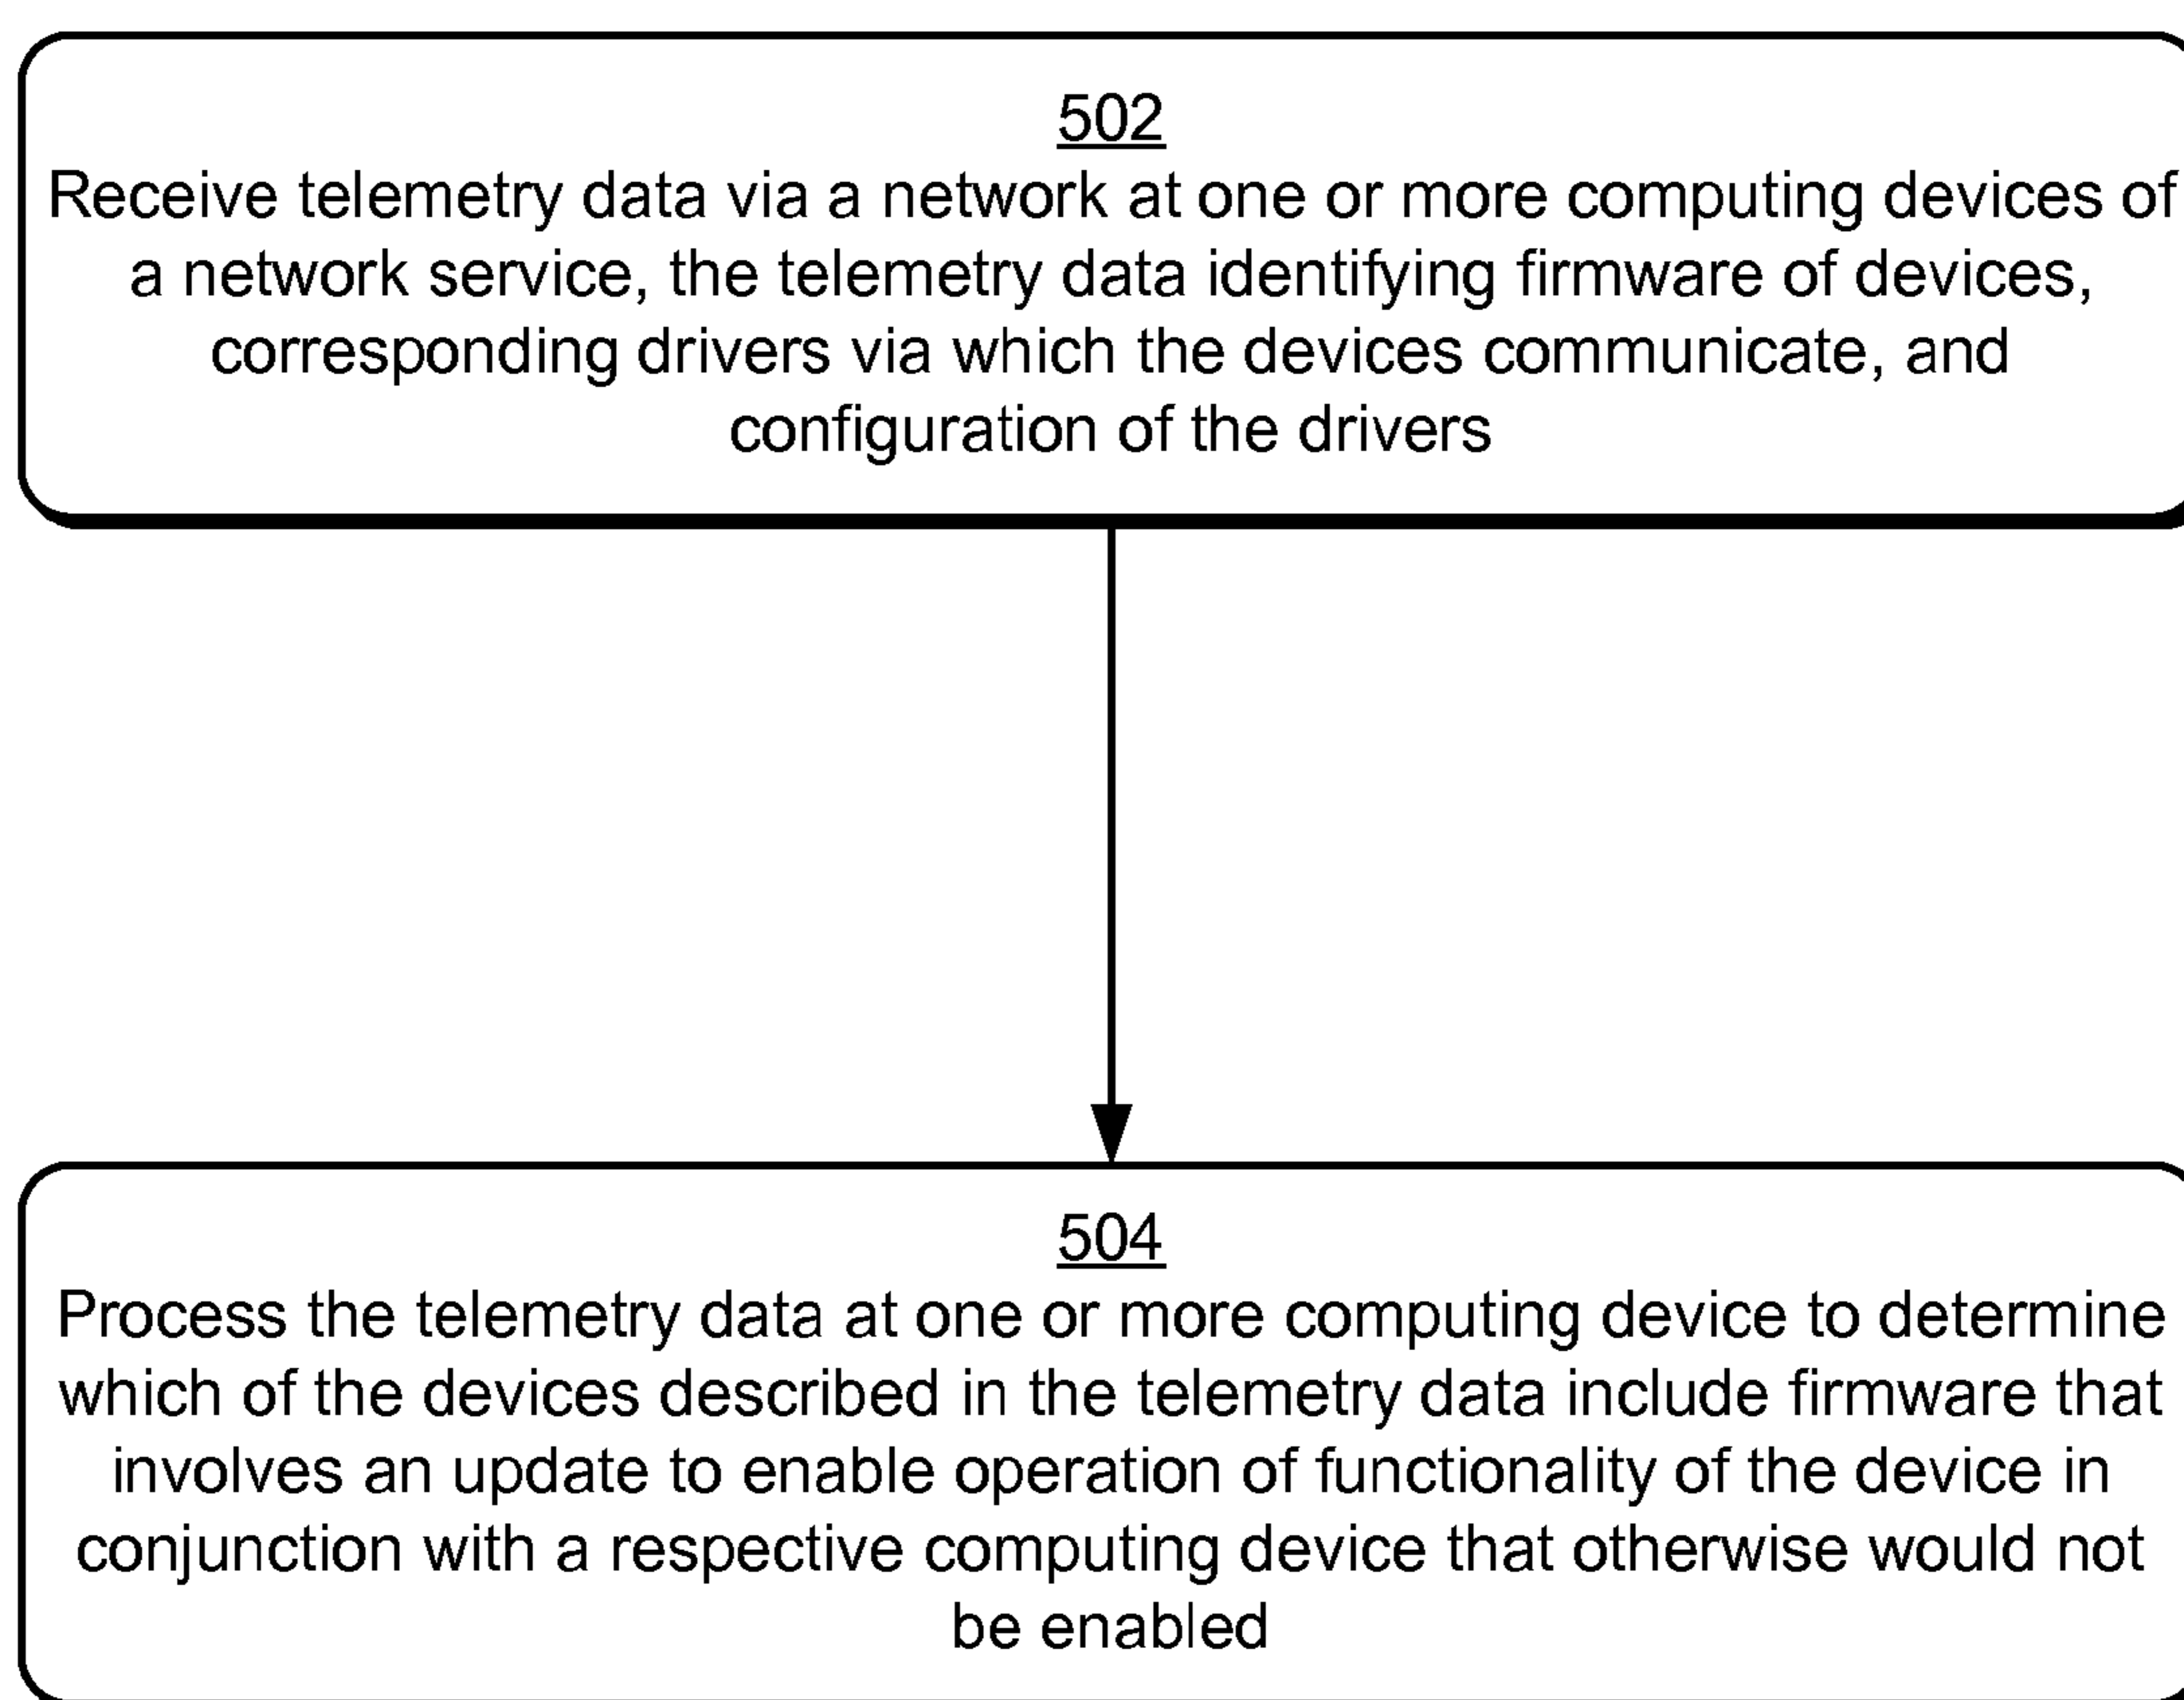 502
Receive telemetry data via a network at one or more computing devices of
a network service, the telemetry data identifying firmware of devices,
corresponding drivers via which the devices communicate, and
configuration of the drivers
504
Process the telemetry data at one or more computing device to determine
which of the devices described in the telemetry data include firmware that
involves an update to enable operation of functionality of the device in
conjunction with a respective computing device that otherwise would not
be enabled